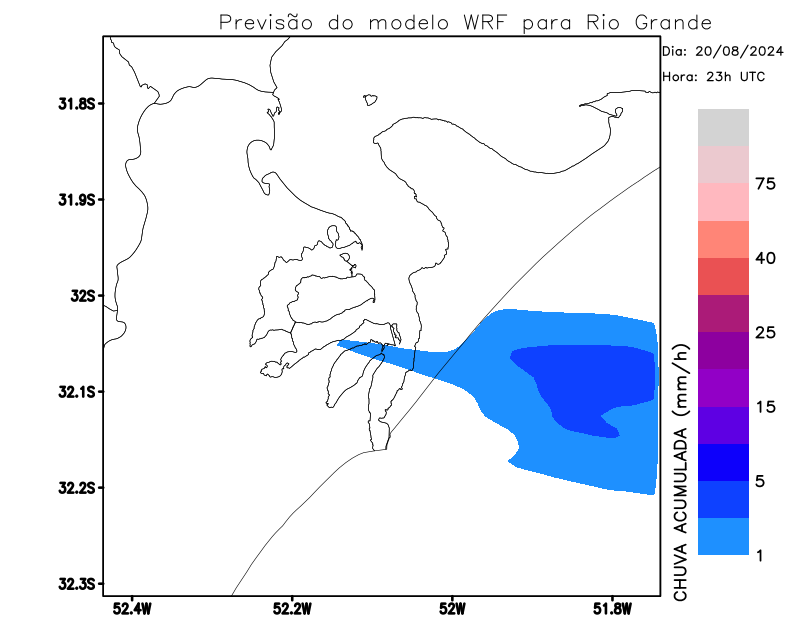 Previsão do modelo WRF para Rio Grande
Dia: 20/08/2024
Hora: 23h UTC
31.8S
31.9S
32S
32.1S
32.2S
32.3S
52.4W
52.2W
52W
51.8W
75
40
25
15
5
1
CHUVA ACUMULADA (mm/h)